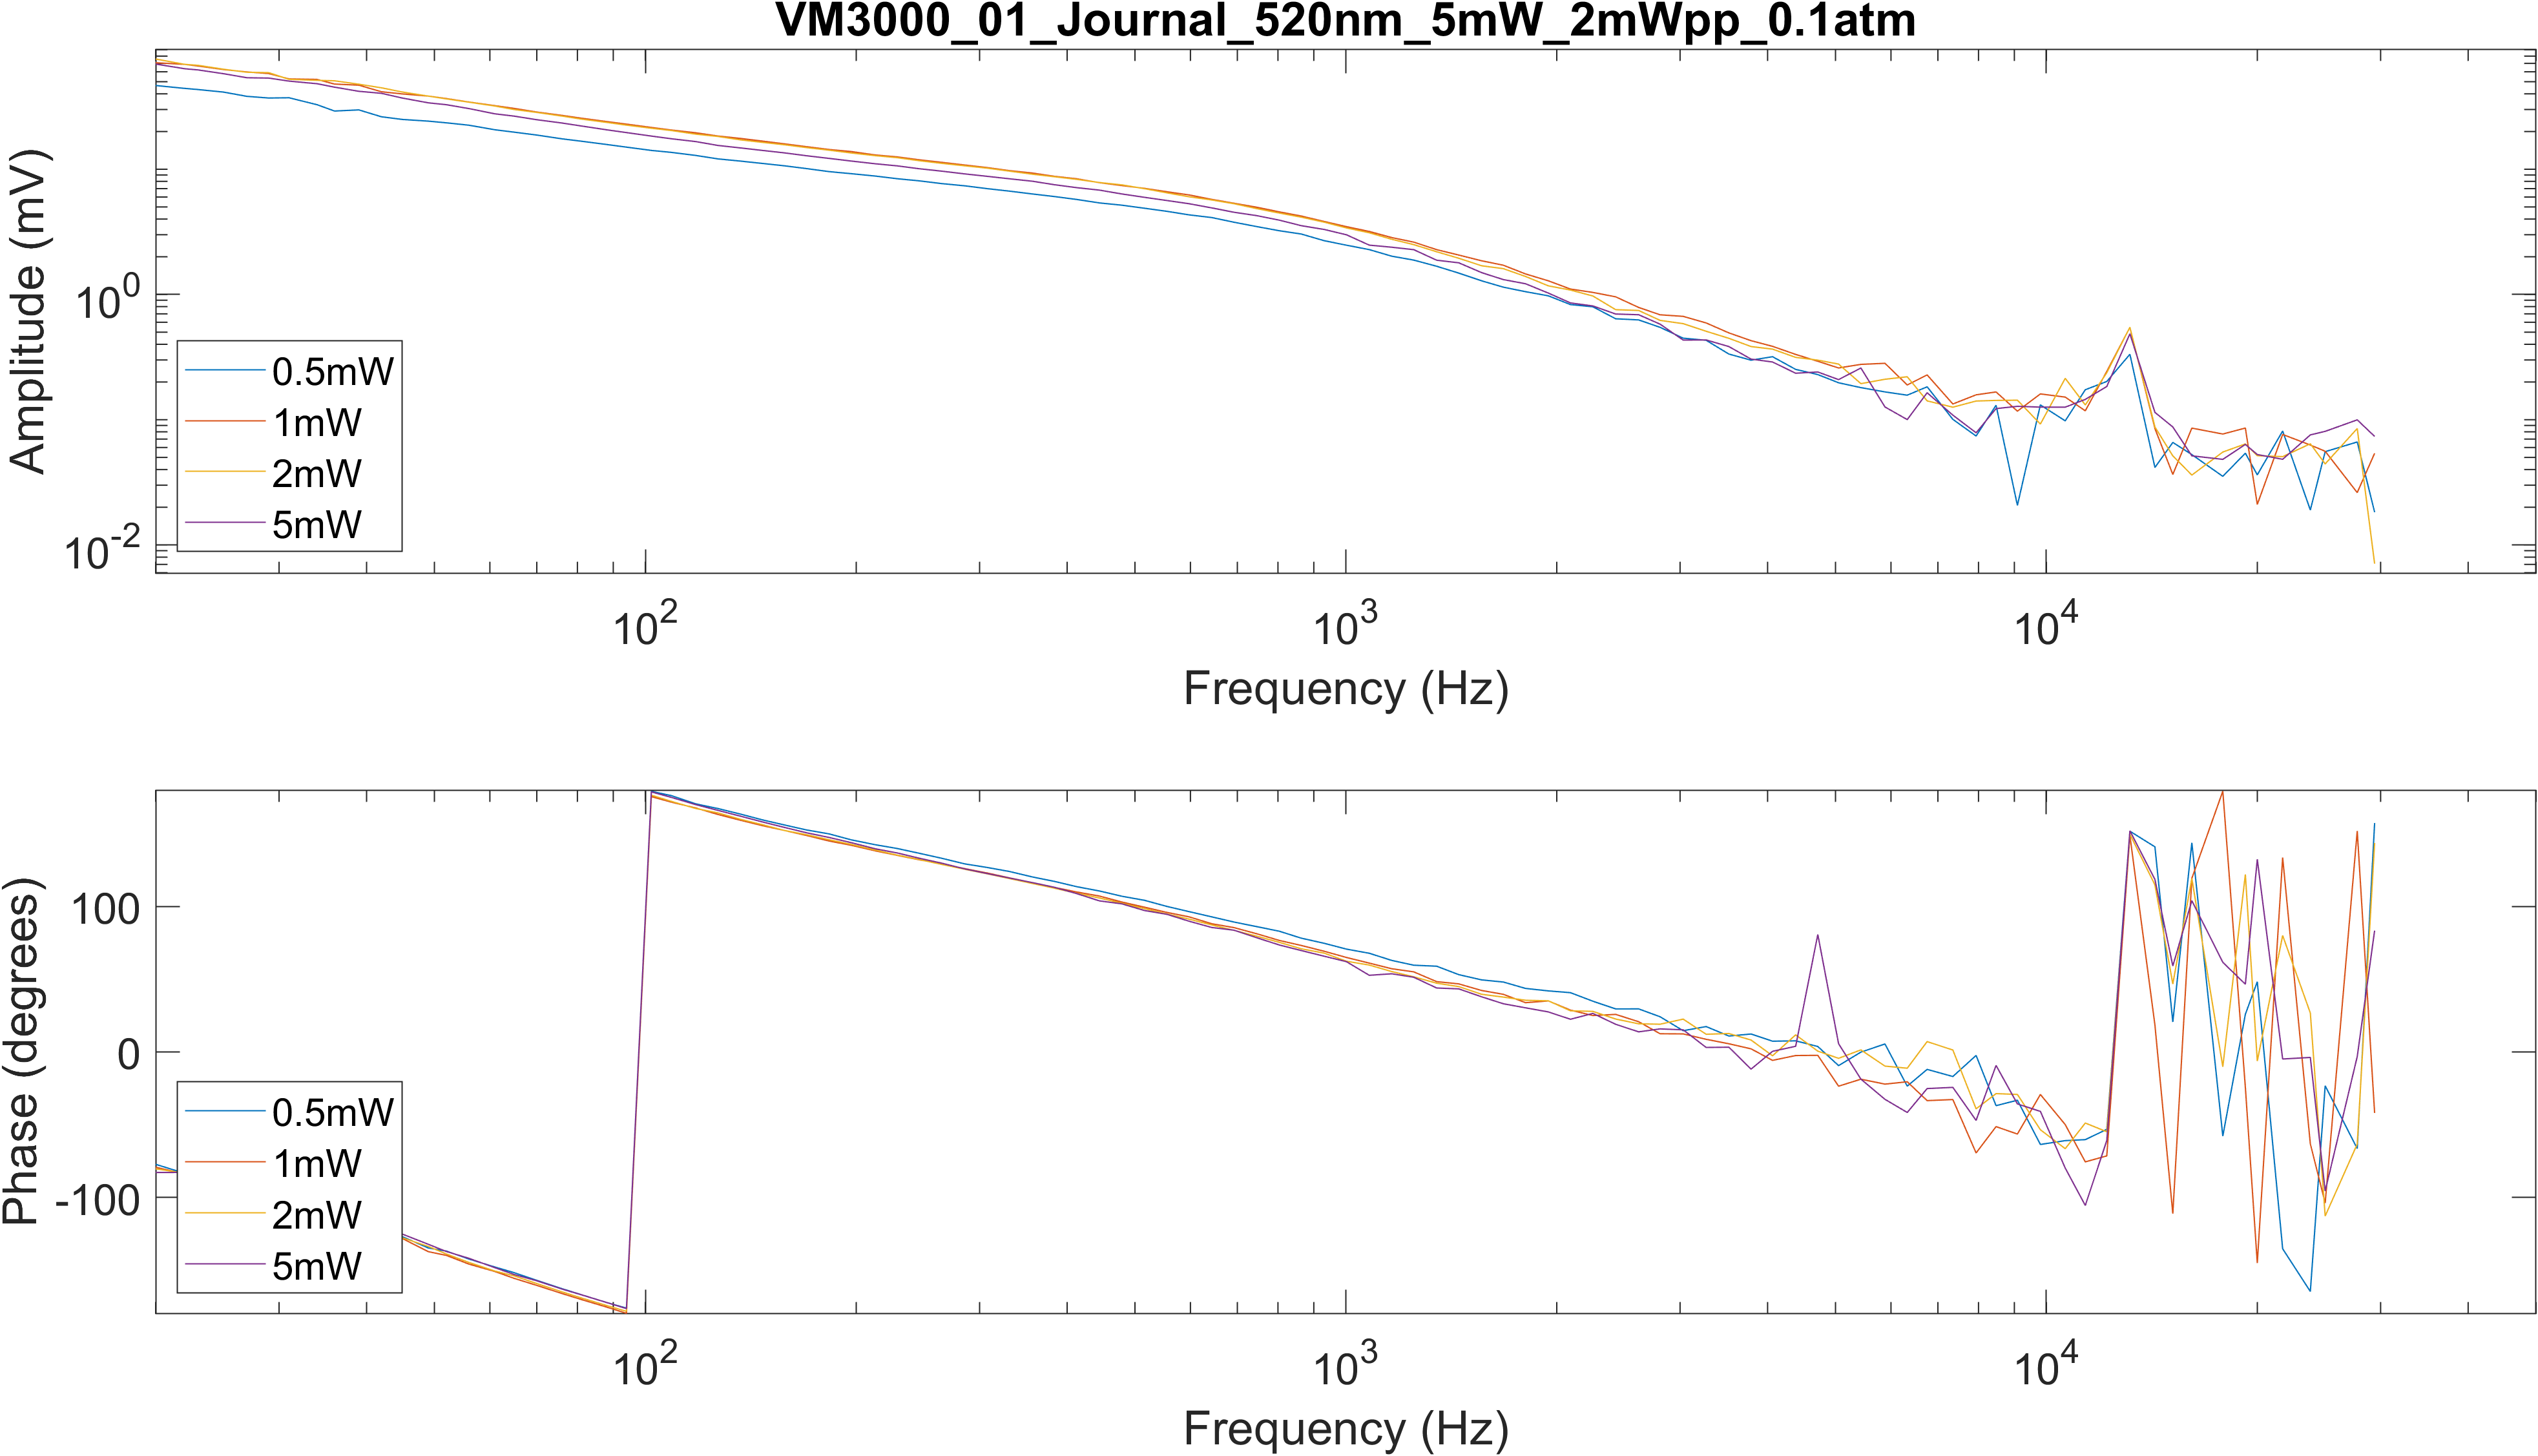 VM3000_01_Journal_520nm_5mW_2mWpp_0.1atm
Amplitude (mV)
10^0
10^-2
0.5mW
1mW
2mW
5mW
10^2
10^3
10^4
Frequency (Hz)
Phase (degrees)
100
0
-100
0.5mW
1mW
2mW
5mW
10^2
10^3
10^4
Frequency (Hz)